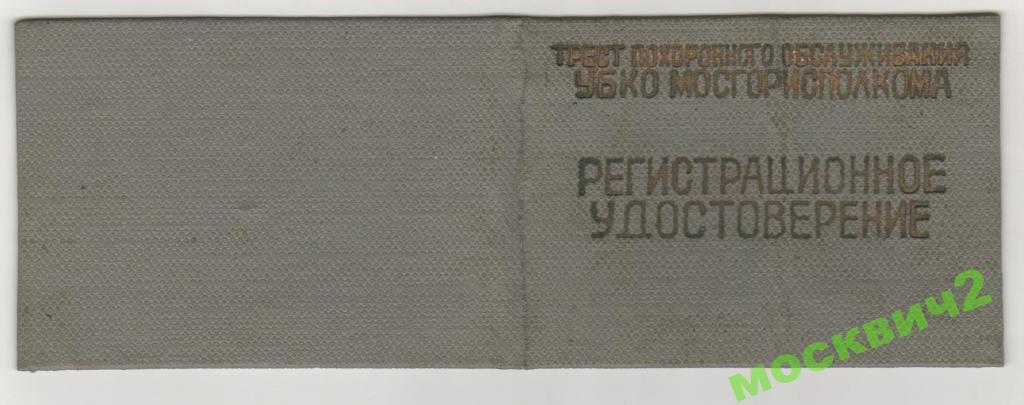 ТРЕСТ ПОХОРОННОГО ОБСЛУЖИВАНИЯ
УБКО МОСГОРИСПОЛКОМА
РЕГИСТРАЦИОННОЕ
УДОСТОВЕРЕНИЕ
москвич2